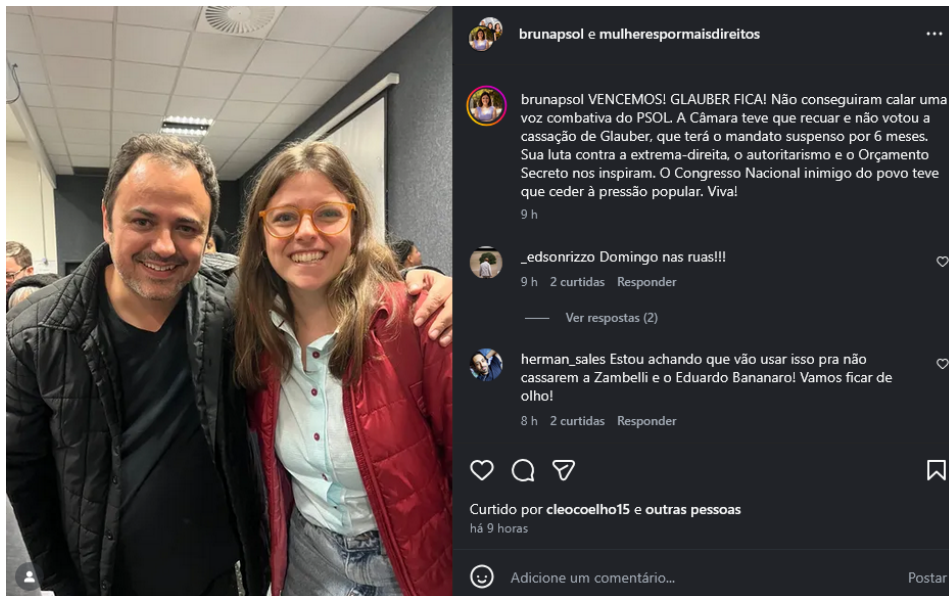 brunapsol e mulherespormaisdireitos
brunapsol VENCEMOS! GLAUBER FICA! Não conseguiram calar uma
voz combativa do PSOL. A Câmara teve que recuar e não votou a
cassação de Glauber, que terá o mandato suspenso por 6 meses.
Sua luta contra a extrema-direita, o autoritarismo e o Orçamento
Secreto nos inspiram. O Congresso Nacional inimigo do povo teve
que ceder à pressão popular. Viva!
9 h
_edsonrizzo Domingo nas ruas!!!
9 h 2 curtidas Responder
Ver respostas (2)
herman_sales Estou achando que vão usar isso pra não
cassarem a Zambelli e o Eduardo Bananaro! Vamos ficar de
olho!
8 h 2 curtidas Responder
Curtido por cleocoelho15 e outras pessoas
há 9 horas
Adicione um comentário... Postar